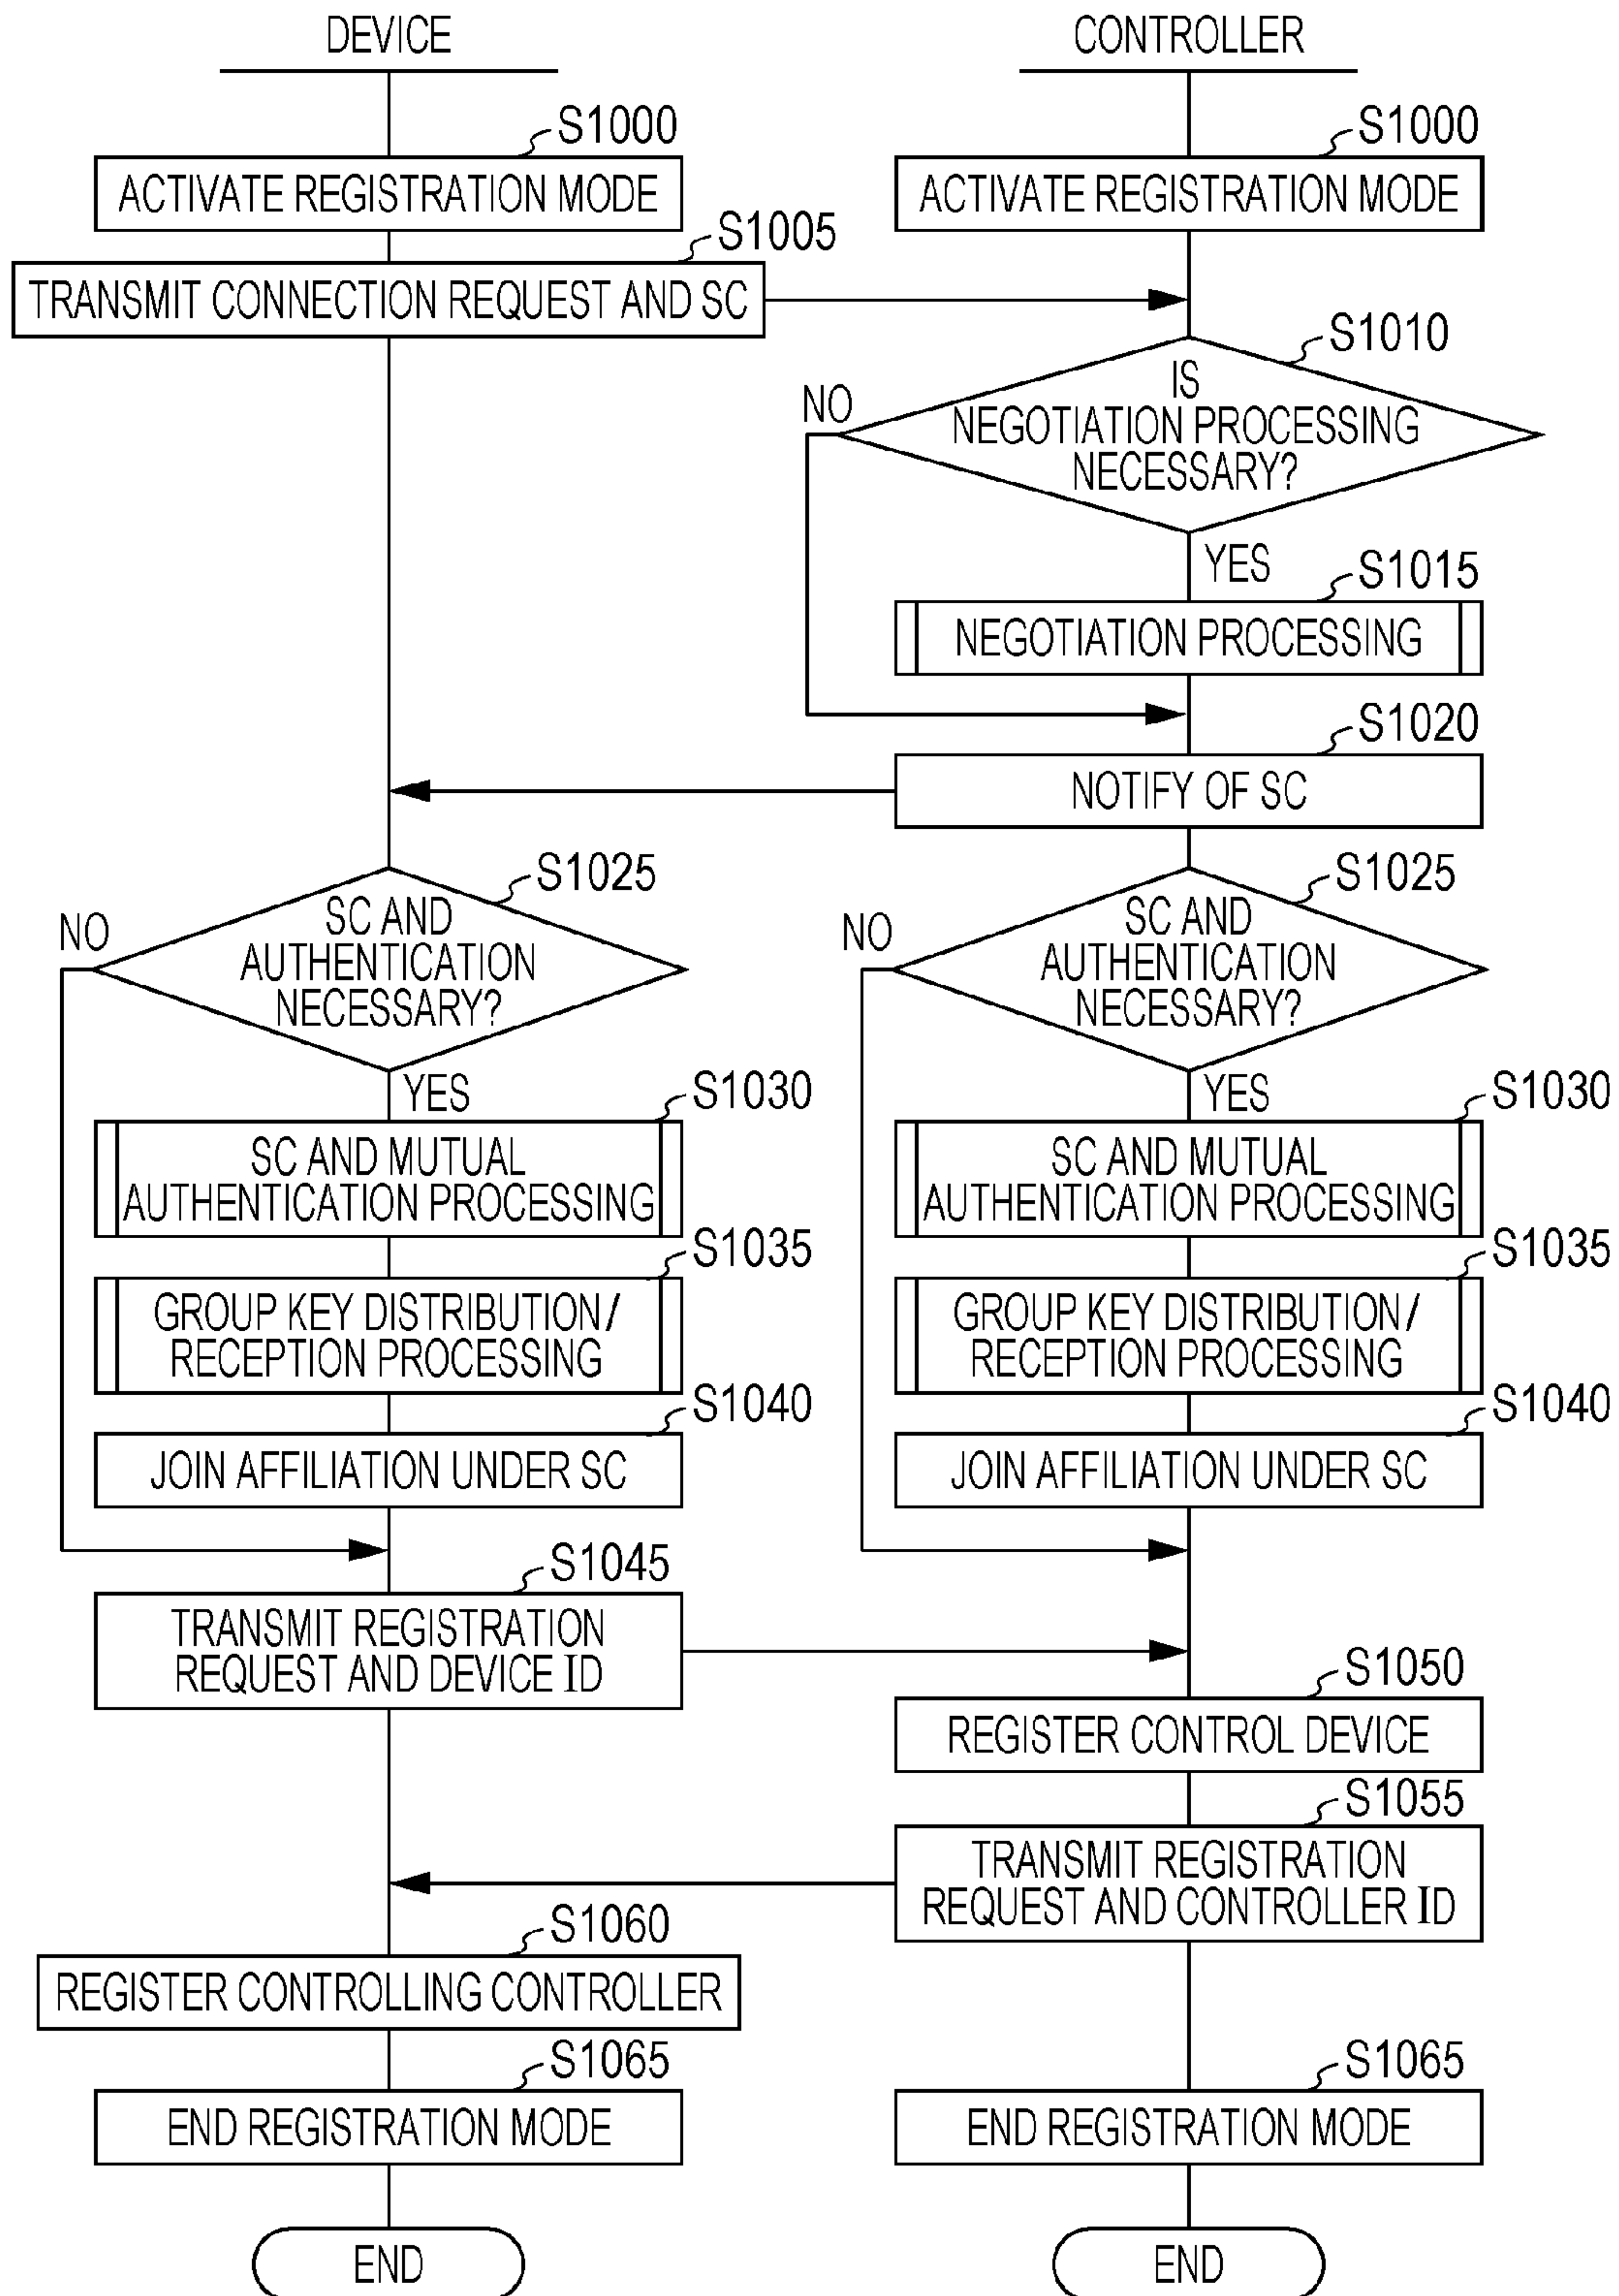 DEVICE
CONTROLLER
S1000
S1000
ACTIVATE REGISTRATION MODE
ACTIVATE REGISTRATION MODE
S1005
TRANSMIT CONNECTION REQUEST AND SC
S1010
IS
NEGOTIATION PROCESSING
NECESSARY?
NO
YES
S1015
NEGOTIATION PROCESSING
S1020
NOTIFY OF SC
S1025
S1025
SC AND
AUTHENTICATION
NECESSARY?
NO
SC AND
AUTHENTICATION
NECESSARY?
NO
YES
YES
S1030
S1030
SC AND MUTUAL
AUTHENTICATION PROCESSING
SC AND MUTUAL
AUTHENTICATION PROCESSING
S1035
S1035
GROUP KEY DISTRIBUTION/
RECEPTION PROCESSING
GROUP KEY DISTRIBUTION/
RECEPTION PROCESSING
S1040
S1040
JOIN AFFILIATION UNDER SC
JOIN AFFILIATION UNDER SC
S1045
TRANSMIT REGISTRATION
REQUEST AND DEVICE ID
S1050
REGISTER CONTROL DEVICE
S1055
TRANSMIT REGISTRATION
REQUEST AND CONTROLLER ID
S1060
REGISTER CONTROLLING CONTROLLER
S1065
S1065
END REGISTRATION MODE
END REGISTRATION MODE
END
END